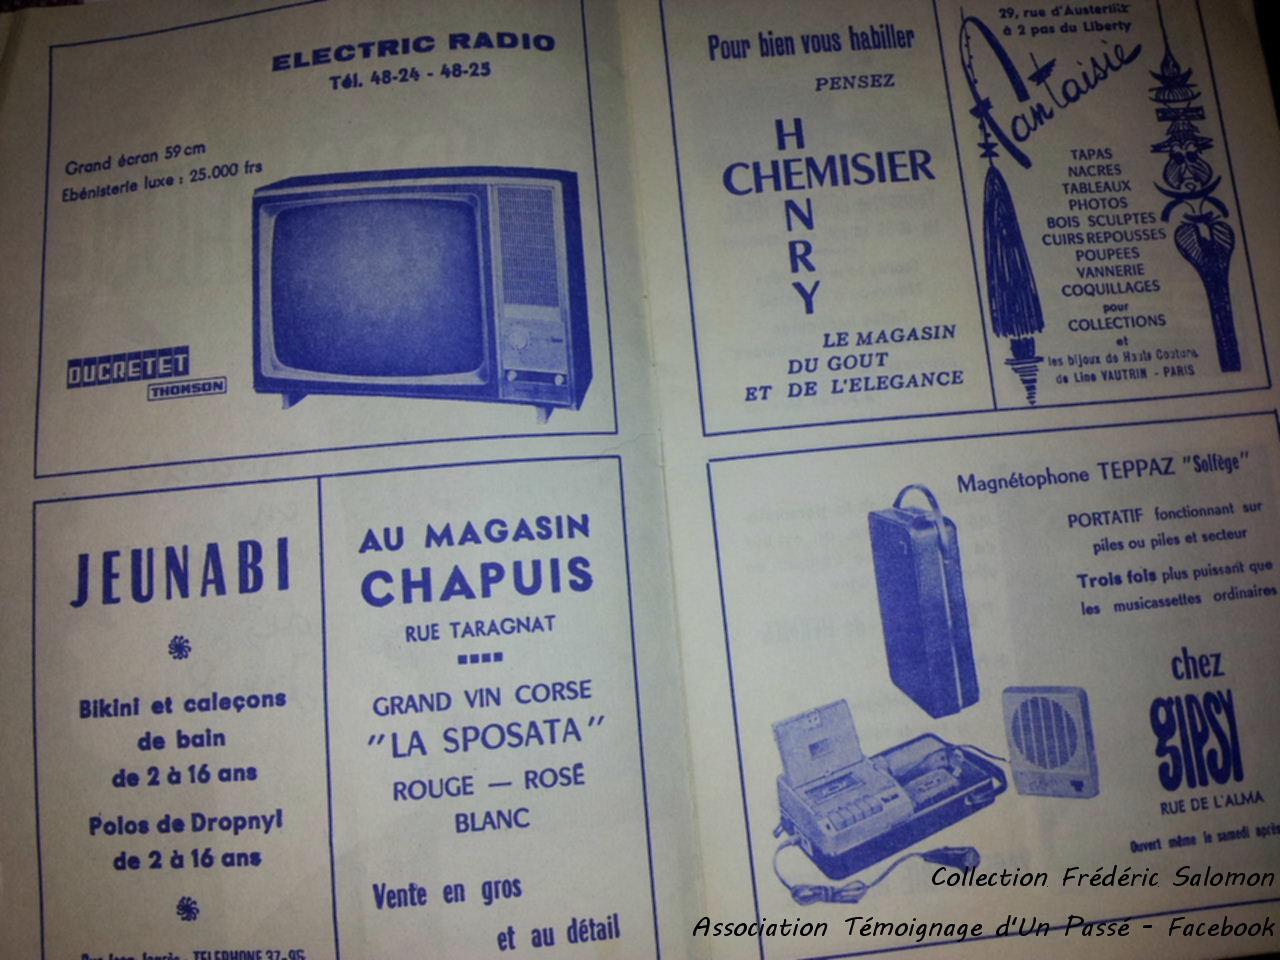 ELECTRIC RADIO
Tél. 48-24 - 48-25
Grand écran 59 cm
Ebénisterie luxe : 25.000 frs
DUCRETET
THOMSON
JEUNABI
Bikini et caleçons
de bain
de 2 à 16 ans
Polos de Dropnyl
de 2 à 16 ans
Rue Jean Jaurès - TELEPHONE 37-95
AU MAGASIN
CHAPUIS
RUE TARAGNAT
GRAND VIN CORSE
"LA SPOSATA"
ROUGE — ROSÉ
BLANC
Vente en gros
et au détail
Pour bien vous habiller
PENSEZ
H
CHEMISIER
N
R
Y
LE MAGASIN
DU GOUT
ET DE L'ELEGANCE
29, rue d'Austerlitz
à 2 pas du Liberty
Fantaisie
TAPAS
NACRES
TABLEAUX
PHOTOS
BOIS SCULPTES
CUIRS REPOUSSES
POUPEES
VANNERIE
COQUILLAGES
pour
COLLECTIONS
et
les bijoux de Haute Couture
de Line VAUTRIN - PARIS
Magnétophone TEPPAZ "Solfège"
PORTATIF fonctionnant sur
piles ou piles et secteur
Trois fois plus puissant que
les musicassettes ordinaires
chez
GIPSY
RUE DE L'ALMA
Ouvert même le samedi après
Collection Frédéric Salomon
Association Témoignage d'Un Passé - Facebook